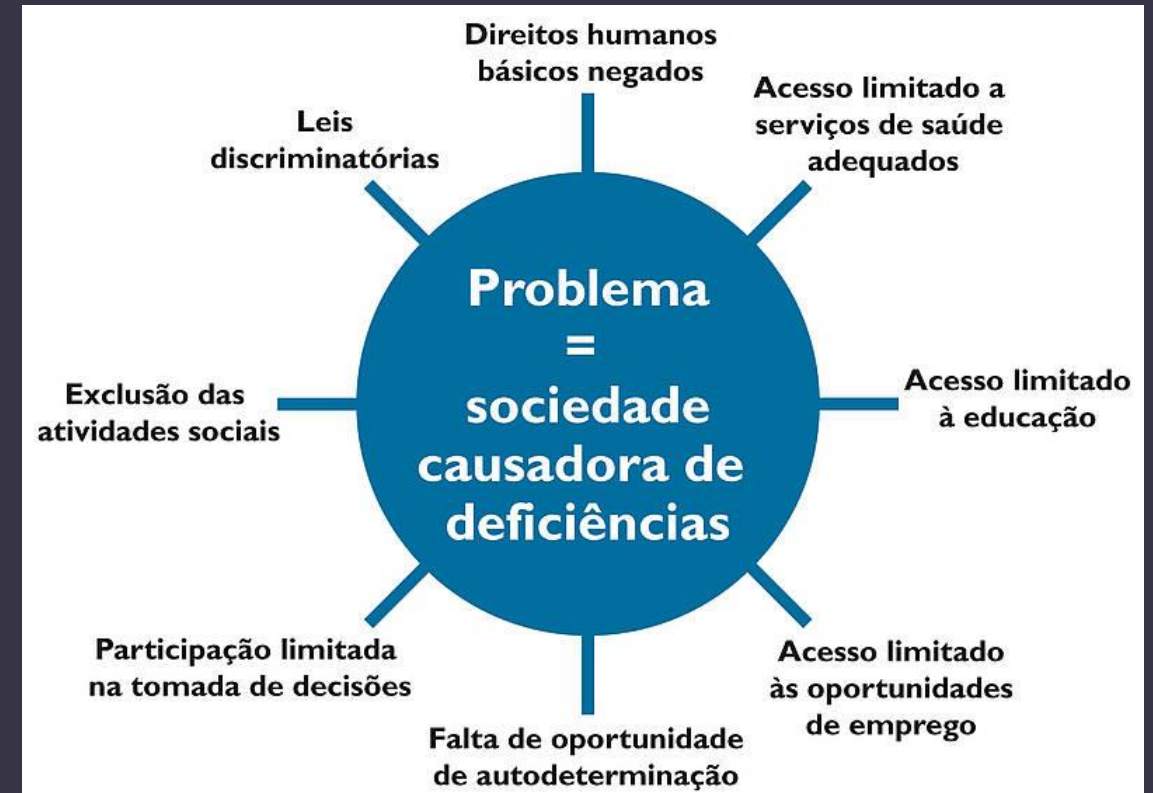 Direitos humanos
básicos negados
Acesso limitado a
serviços de saúde
adequados
Leis
discriminatórias
Problema
=
sociedade
causadora de
deficiências
Exclusão das
atividades sociais
Acesso limitado
à educação
Participação limitada
na tomada de decisões
Acesso limitado
às oportunidades
de emprego
Falta de oportunidade
de autodeterminação